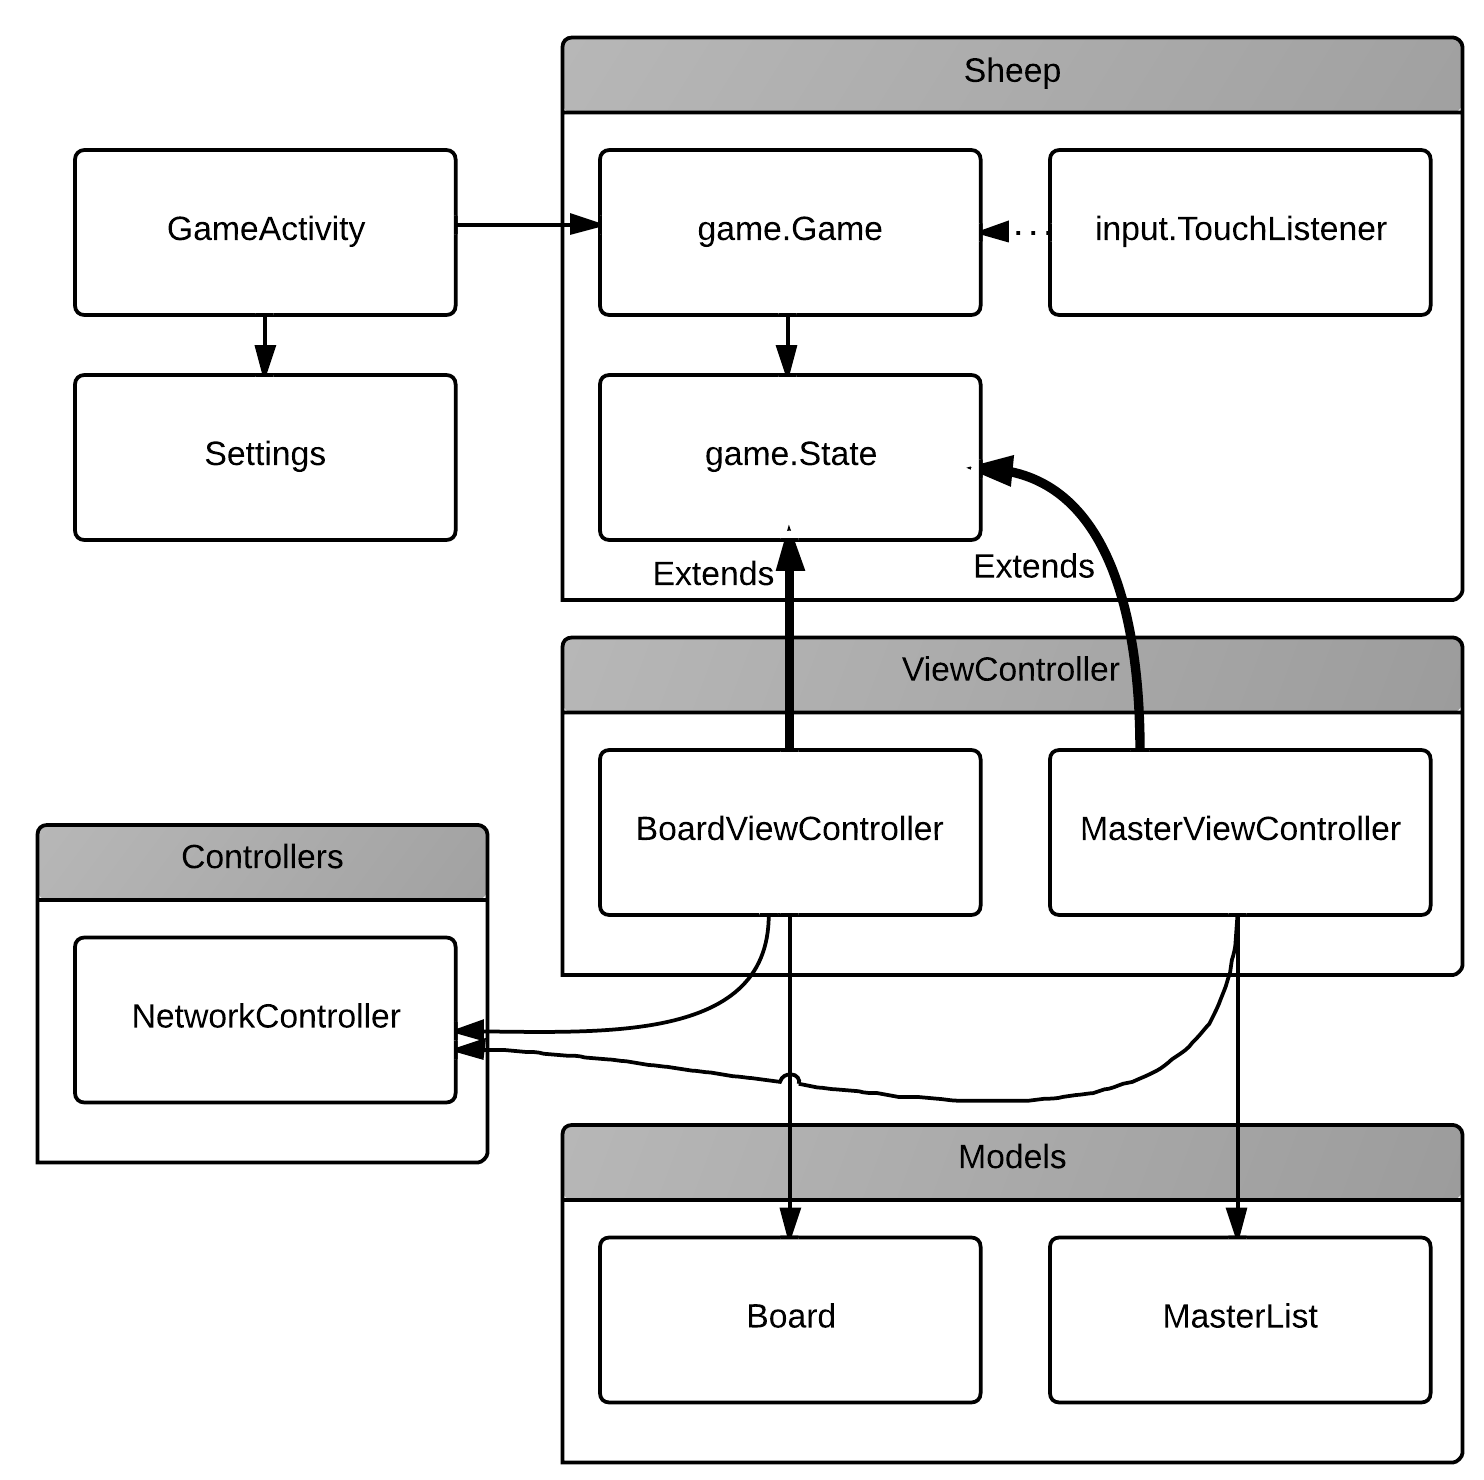 Sheep
GameActivity
game.Game
input.TouchListener
Settings
game.State
Extends
Extends
ViewController
BoardViewController
MasterViewController
Controllers
NetworkController
Models
Board
MasterList